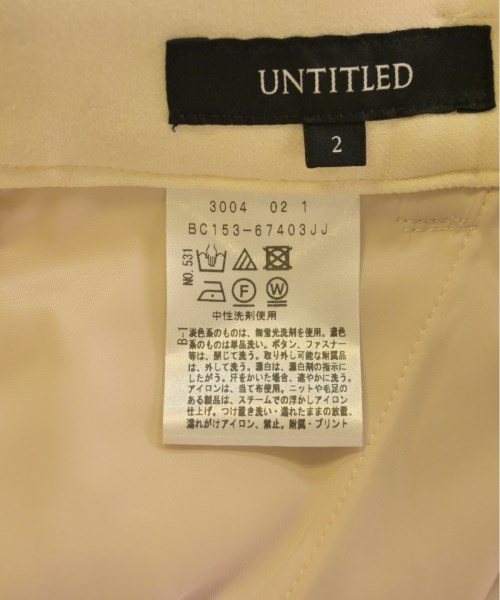 UNTITLED
2
3004 02 1
BC153-67403JJ
NO.531
F
W
中性洗剤使用
B-1
淡色系のものは、無蛍光洗剤を使用。濃色
系のものは単品洗い。ボタン、ファスナー
等は、閉じて洗う。取り外し可能な附属品
は、外して洗う。漂白は、漂白剤の指示に
したがう。汗をかいた場合、速やかに洗う。
アイロンは、当て布使用。ニットや毛足の
ある製品は、スチームでの浮かしアイロン
仕上げ。つけ置き洗い・濡れたままの放置、
濡れがけアイロン、禁止。附属・プリント